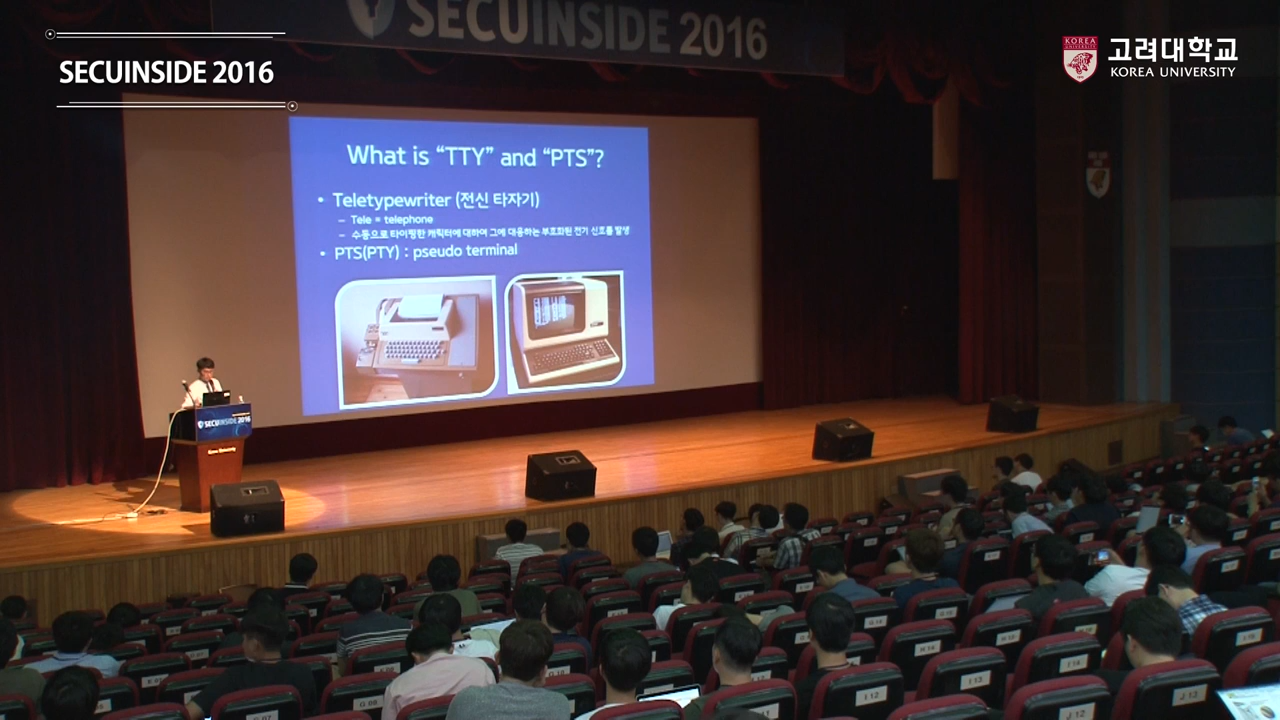 SECUINSIDE 2016
SECUINSIDE 2016
KOREA
고려대학교
KOREA UNIVERSITY
What is “TTY” and “PTS”?
• Teletypewriter (전신 타자기)
– Tele = telephone
– 수동으로 타이핑한 캐릭터에 대하여 그에 대응하는 부호화된 전기 신호를 발생
• PTS(PTY) : pseudo terminal
SECUINSIDE 2016
Korea University